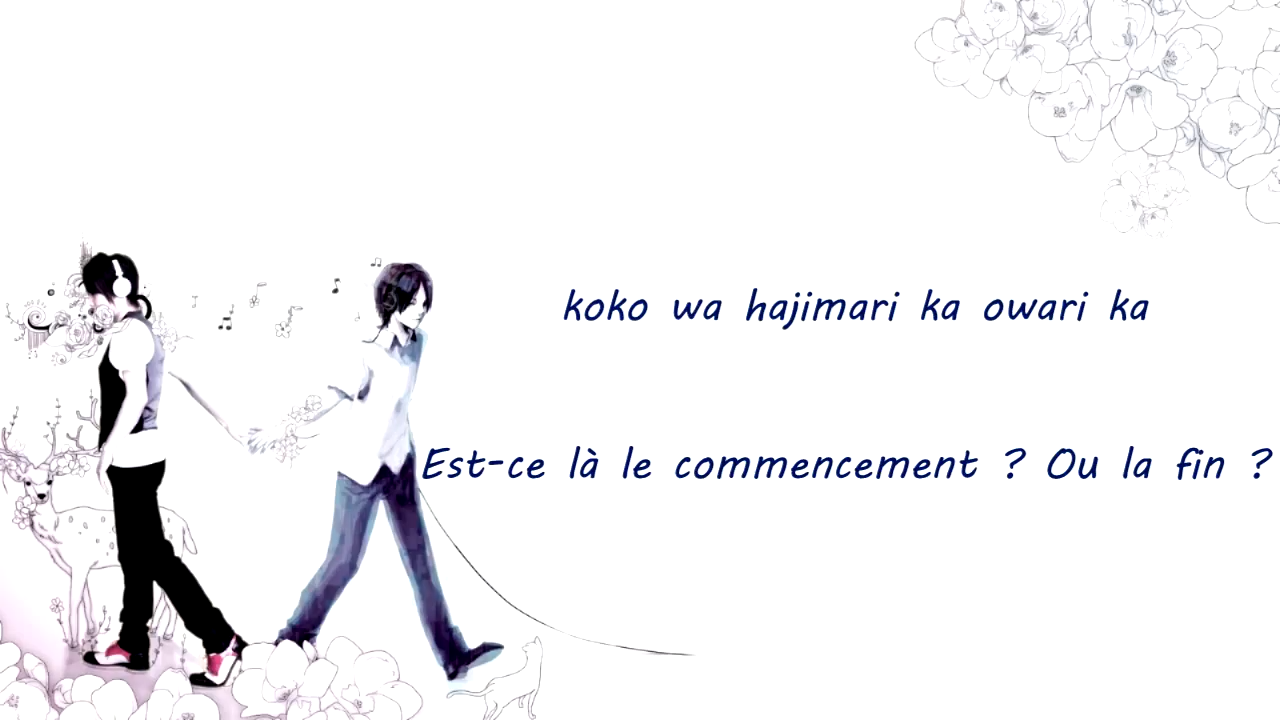 koko wa hajimari ka owari ka
Est-ce là le commencement ? Ou la fin ?